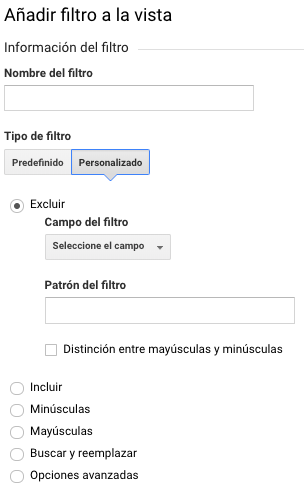 Añadir filtro a la vista
Información del filtro
Nombre del filtro
Tipo de filtro
Predefinido Personalizado
Excluir
Campo del filtro
Seleccione el campo
Patrón del filtro
Distinción entre mayúsculas y minúsculas
Incluir
Minúsculas
Mayúsculas
Buscar y reemplazar
Opciones avanzadas